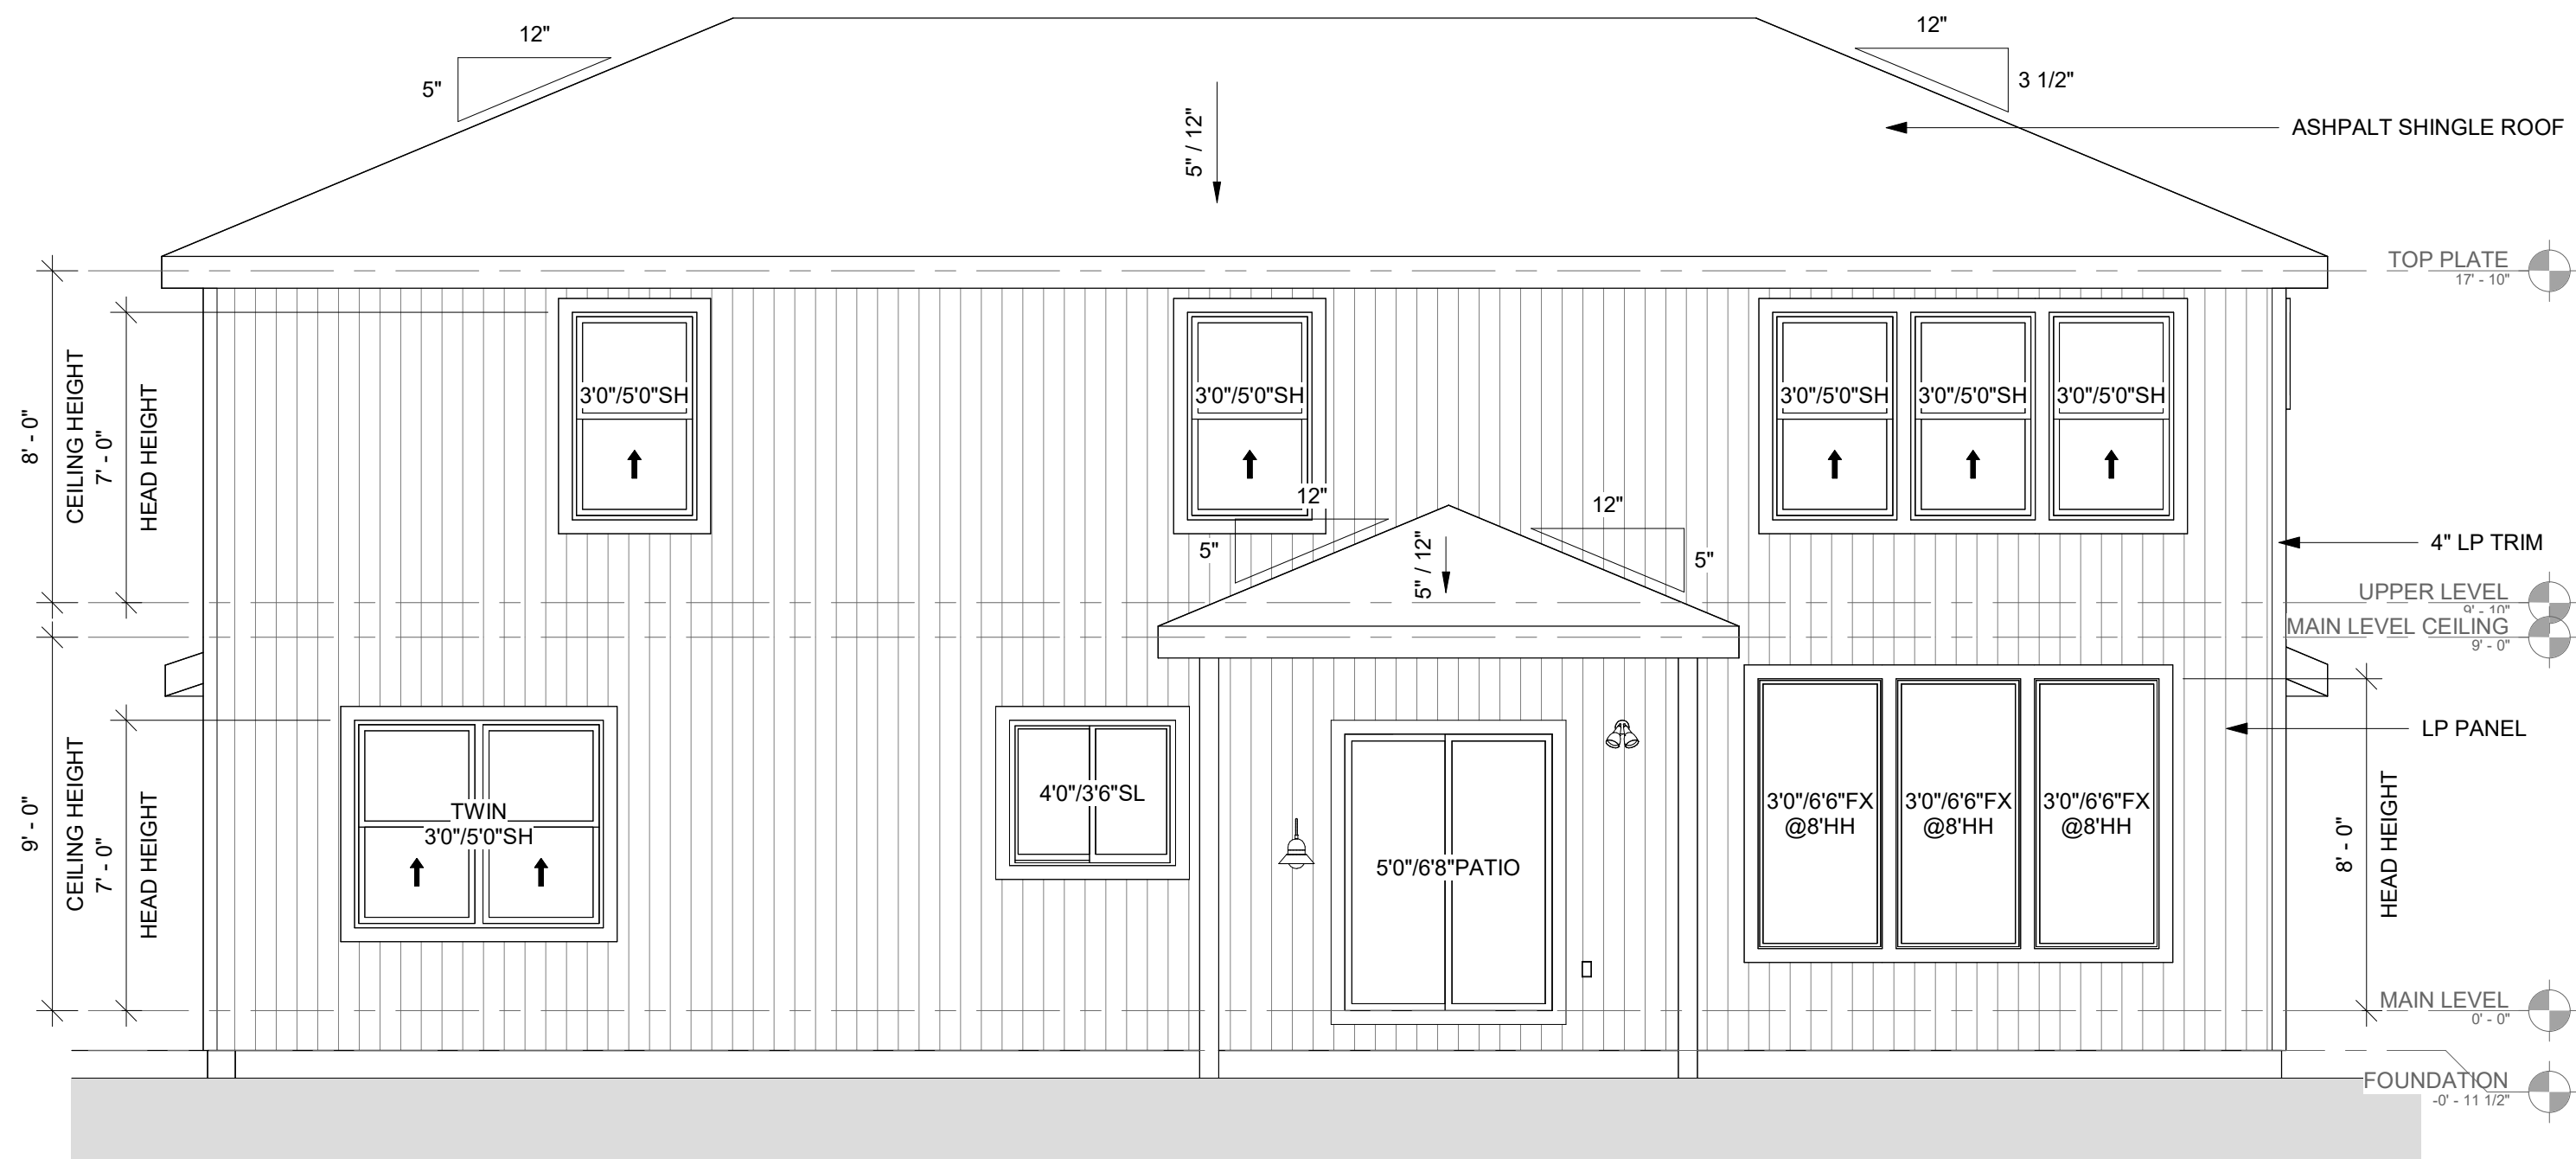 12"
5"
12"
3 1/2"
5" / 12"
ASHPALT SHINGLE ROOF
TOP PLATE
17' - 10"
8' - 0"
CEILING HEIGHT
7' - 0"
HEAD HEIGHT
3'0"/5'0"SH
3'0"/5'0"SH
3'0"/5'0"SH
3'0"/5'0"SH
3'0"/5'0"SH
12"
5"
5" / 12"
12"
5"
4" LP TRIM
UPPER LEVEL
9' - 10"
MAIN LEVEL CEILING
9' - 0"
LP PANEL
9' - 0"
CEILING HEIGHT
7' - 0"
HEAD HEIGHT
TWIN
3'0"/5'0"SH
4'0"/3'6"SL
5'0"/6'8"PATIO
3'0"/6'6"FX
@8'HH
3'0"/6'6"FX
@8'HH
3'0"/6'6"FX
@8'HH
8' - 0"
HEAD HEIGHT
MAIN LEVEL
0' - 0"
FOUNDATION
-0' - 11 1/2"